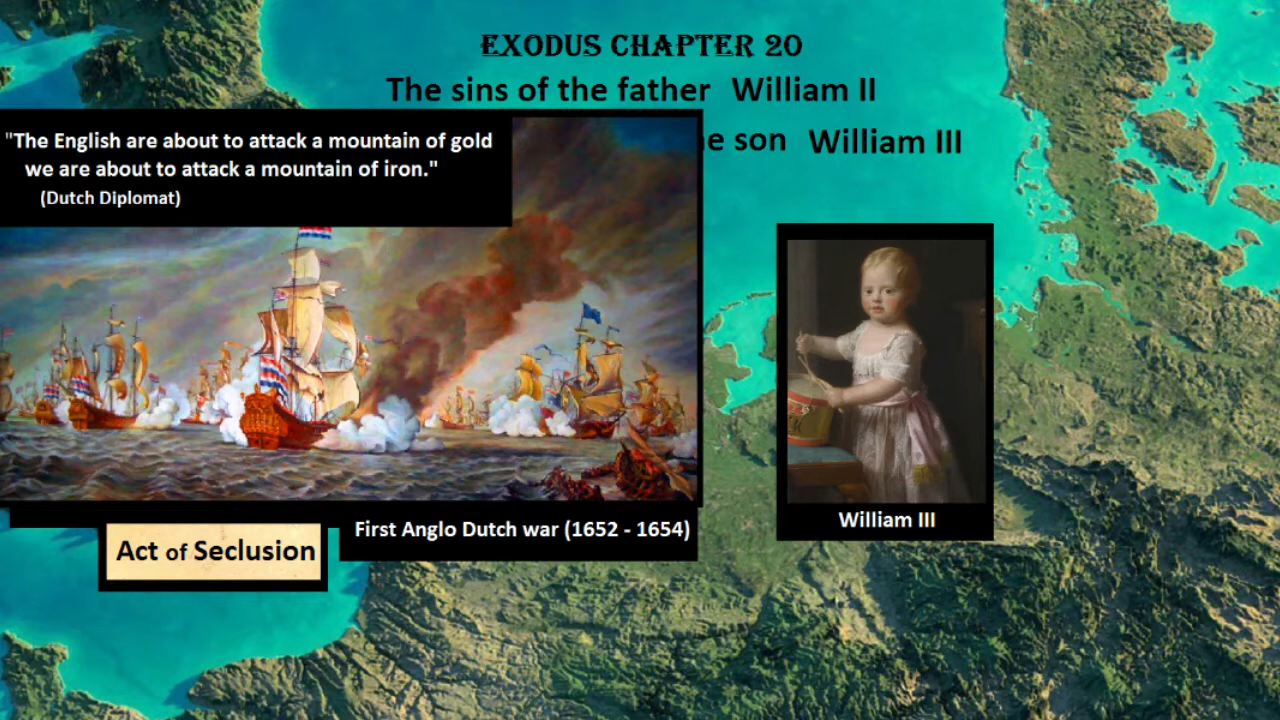 EXODUS CHAPTER 20
The sins of the father William II
e son William III
"The English are about to attack a mountain of gold
we are about to attack a mountain of iron."
(Dutch Diplomat)
William III
First Anglo Dutch war (1652 - 1654)
Act of Seclusion